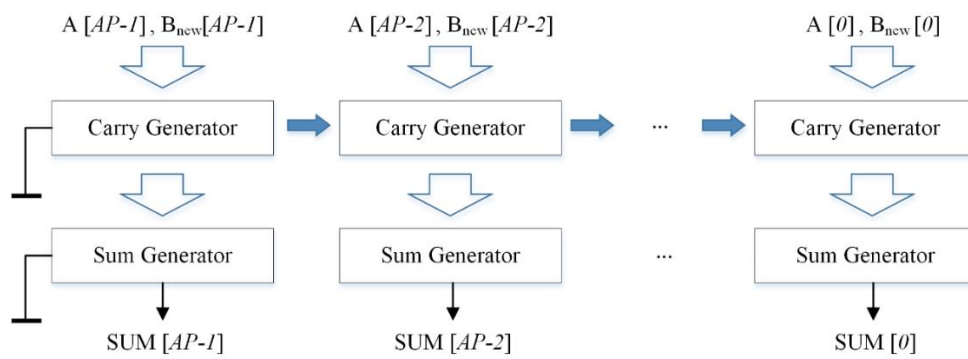 A [AP-1] , Bnew[AP-1] A [AP-2] , Bnew [AP-2] A [0] , Bnew [0]
Carry Generator Carry Generator ... Carry Generator
Sum Generator Sum Generator ... Sum Generator
SUM [AP-1] SUM [AP-2] SUM [0]